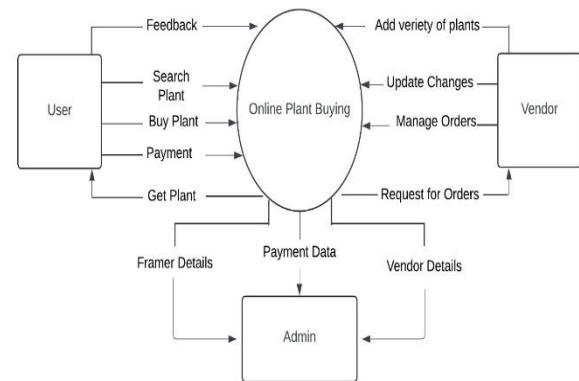 Feedback
Add veriety of plants
Search
Plant
Update Changes
User
Online Plant Buying
Vendor
Buy Plant
Manage Orders
Payment
Get Plant
Request for Orders
Framer Details
Payment Data
Vendor Details
Admin